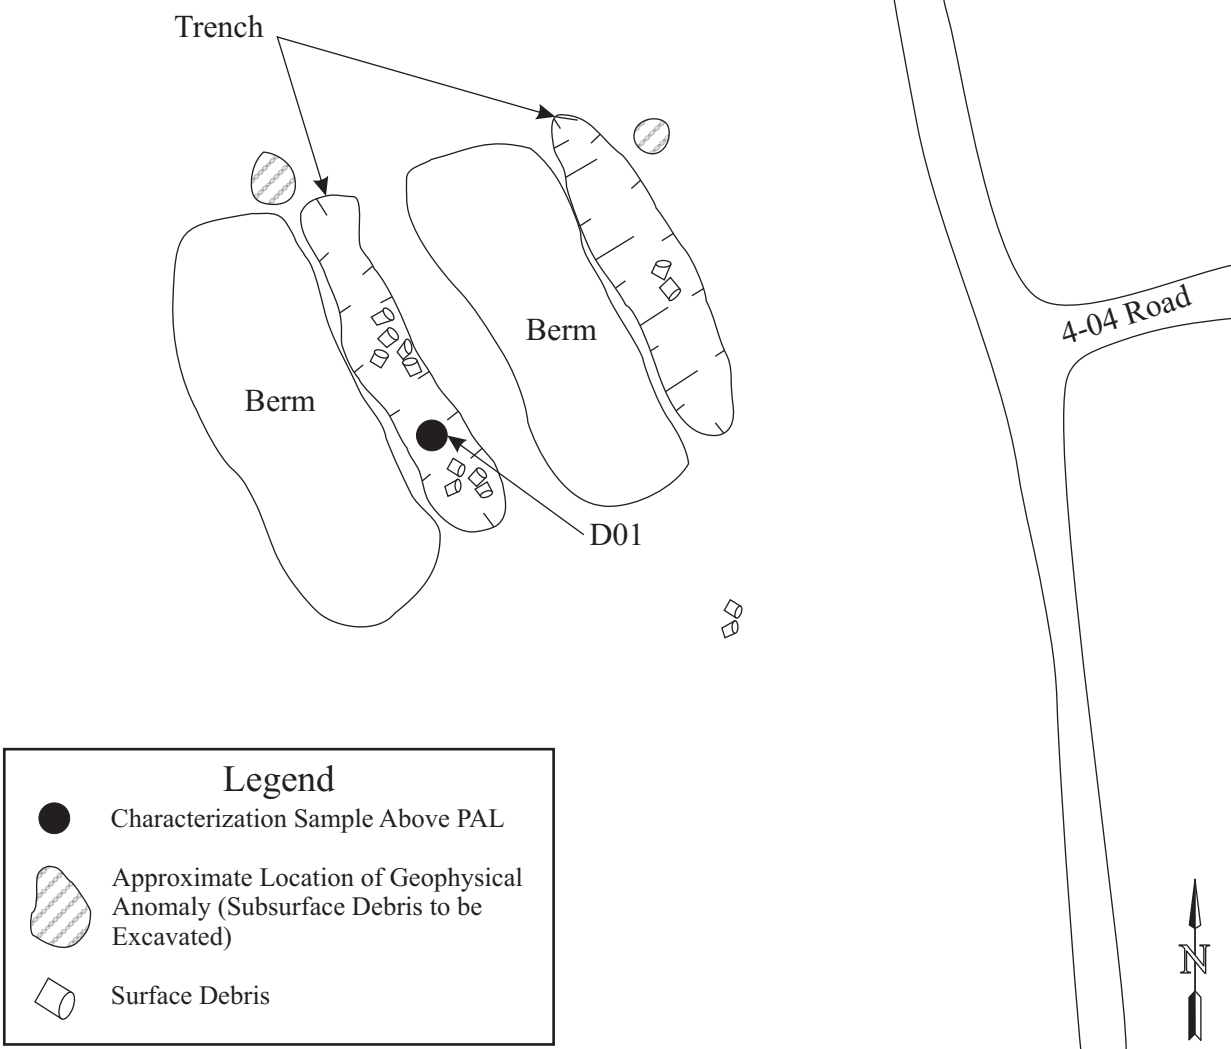 Trench
4-04 Road
Berm
Berm
D01
Legend
Characterization Sample Above PAL
Approximate Location of Geophysical
Anomaly (Subsurface Debris to be
Excavated)
Surface Debris
N